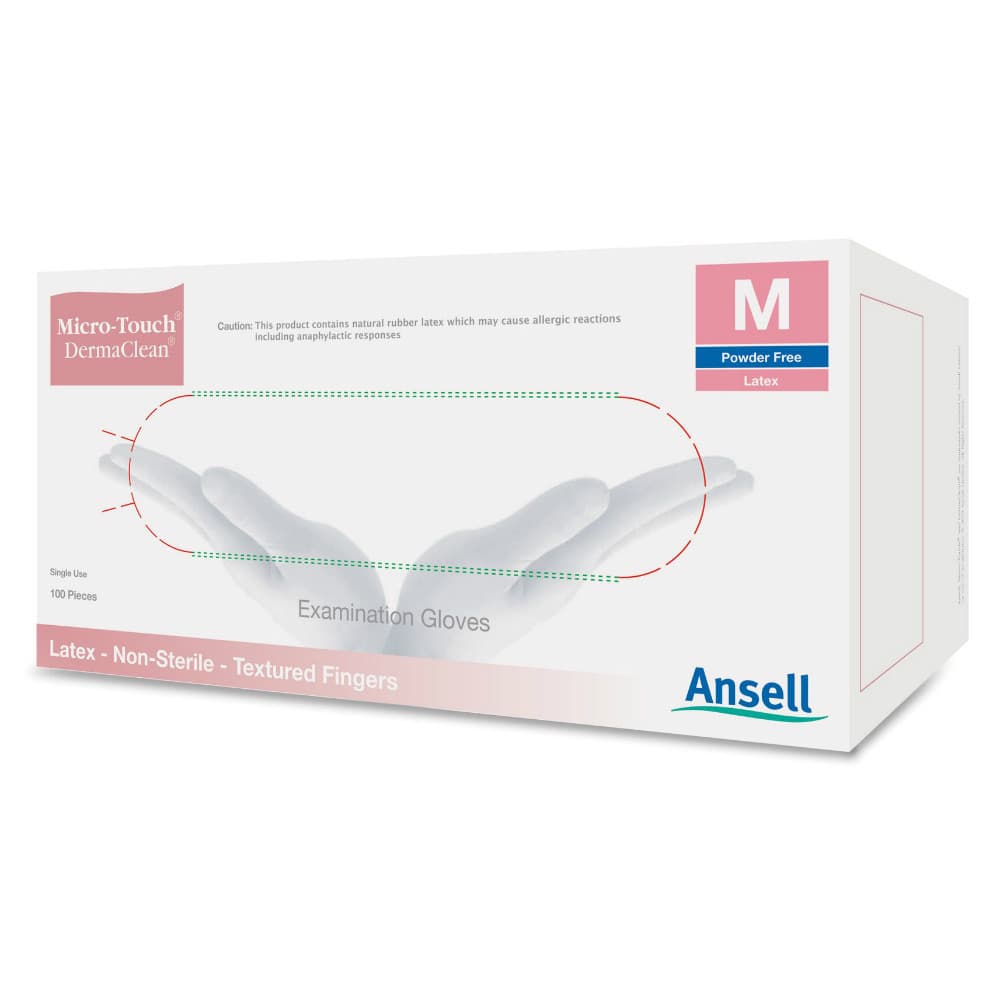 Micro-Touch®
DermaClean®
Caution: This product contains natural rubber latex which may cause allergic reactions
including anaphylactic responses
M
Powder Free
Latex
Single Use
100 Pieces
Examination Gloves
Latex - Non-Sterile - Textured Fingers
Ansell